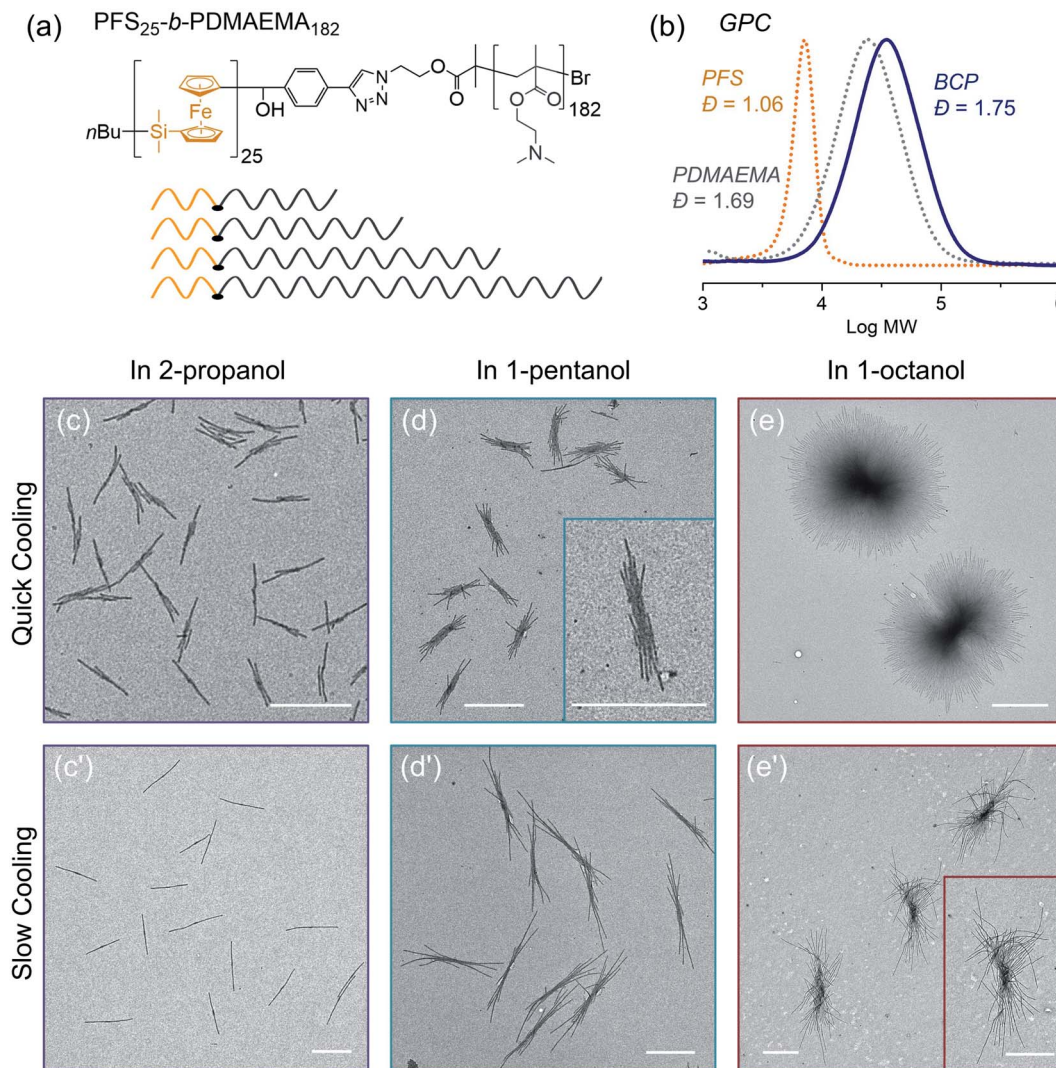 (a) PFS₂₅-b-PDMAEMA₁₈₂
nBu
Si
Fe
25
OH
N
N=N
O
O
O
O
N
Br
182
(b) GPC
PFS
Đ = 1.06
BCP
Đ = 1.75
PDMAEMA
Đ = 1.69
3 4 5
Log MW
In 2-propanol In 1-pentanol In 1-octanol
Quick Cooling
(c) (d) (e)
Slow Cooling
(c') (d') (e')